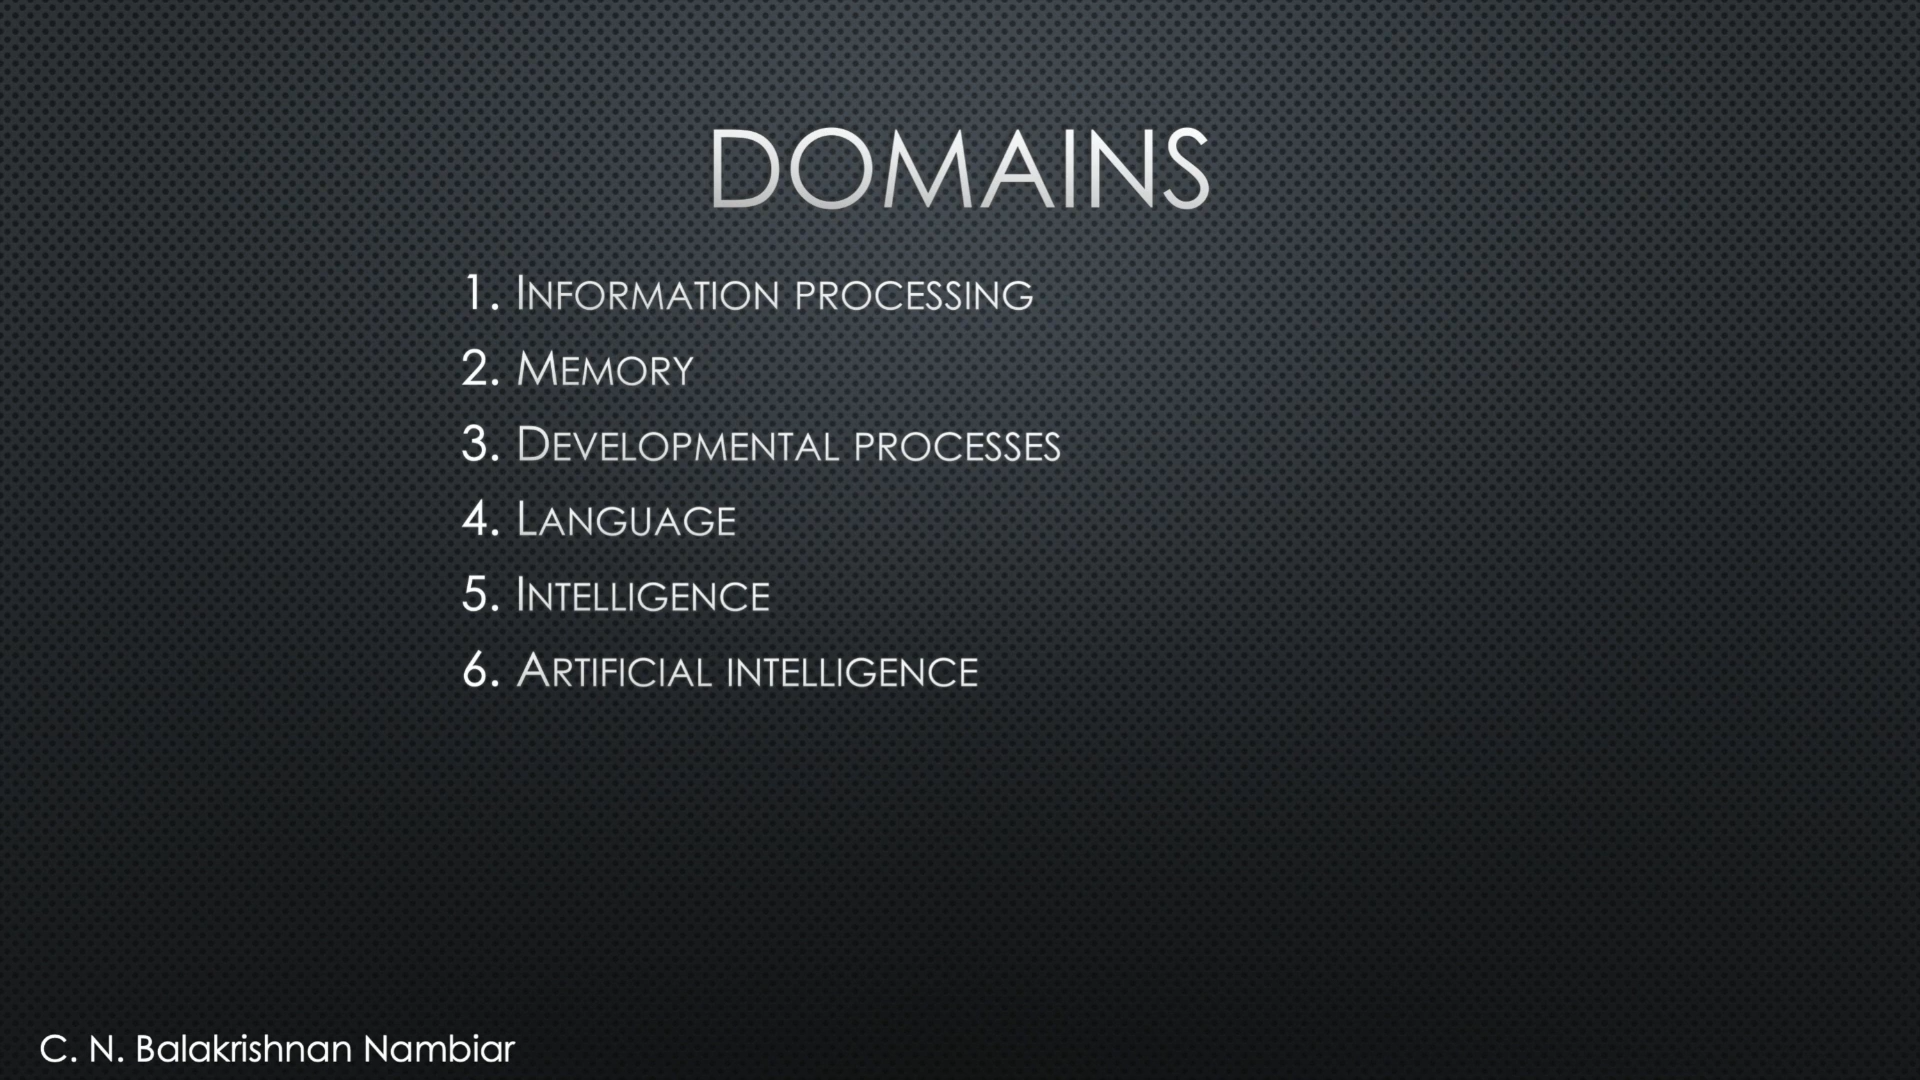 DOMAINS
1. INFORMATION PROCESSING
2. MEMORY
3. DEVELOPMENTAL PROCESSES
4. LANGUAGE
5. INTELLIGENCE
6. ARTIFICIAL INTELLIGENCE
C. N. Balakrishnan Nambiar